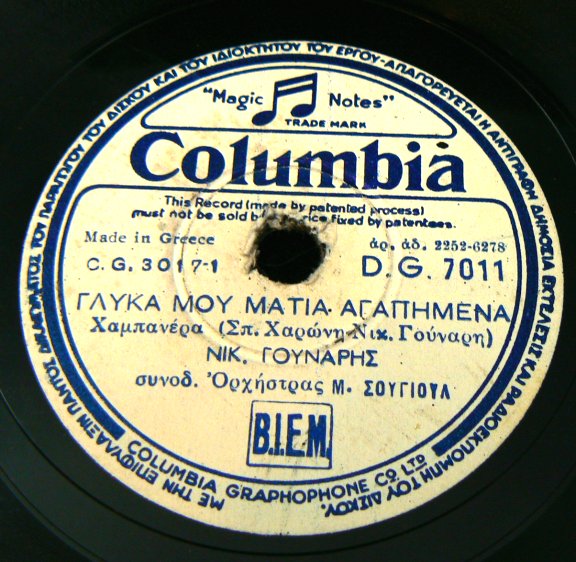 ΜΕ ΤΗΝ ΕΠΙΦΥΛΑΞΙΝ ΠΑΝΤΟΣ ΔΙΚΑΙΩΜΑΤΟΣ ΤΟΥ ΠΑΡΑΓΩΓΟΥ ΤΟΥ ΔΙΣΚΟΥ ΚΑΙ ΤΟΥ ΙΔΙΟΚΤΗΤΟΥ ΤΟΥ ΕΡΓΟΥ-ΑΠΑΓΟΡΕΥΕΤΑΙ Η ΑΝΤΙΓΡΑΦΗ ΔΗΜΟΣΙΑ ΕΚΤΕΛΕΣΙΣ ΚΑΙ ΡΑΔΙΟΕΚΠΟΜΠΗ ΤΟΥ ΔΙΣΚΟΥ.
"Magic Notes"
TRADE MARK
Columbia
This Record (made by patented process)
must not be sold price fixed by patentees.
Made in Greece ἀρ. ἀδ. 2252-6278
C.G. 3017-1 D.G. 7011
ΓΛΥΚΑ ΜΟΥ ΜΑΤΙΑ ΑΓΑΠΗΜΕΝΑ
Χαμπανέρα (Σπ. Χαρώνη-Νικ. Γούναρη)
ΝΙΚ. ΓΟΥΝΑΡΗΣ
συνοδ. Ὀρχήστρας Μ. ΣΟΥΓΙΟΥΛ
B.I.E.M.
COLUMBIA GRAPHOPHONE CO LTD